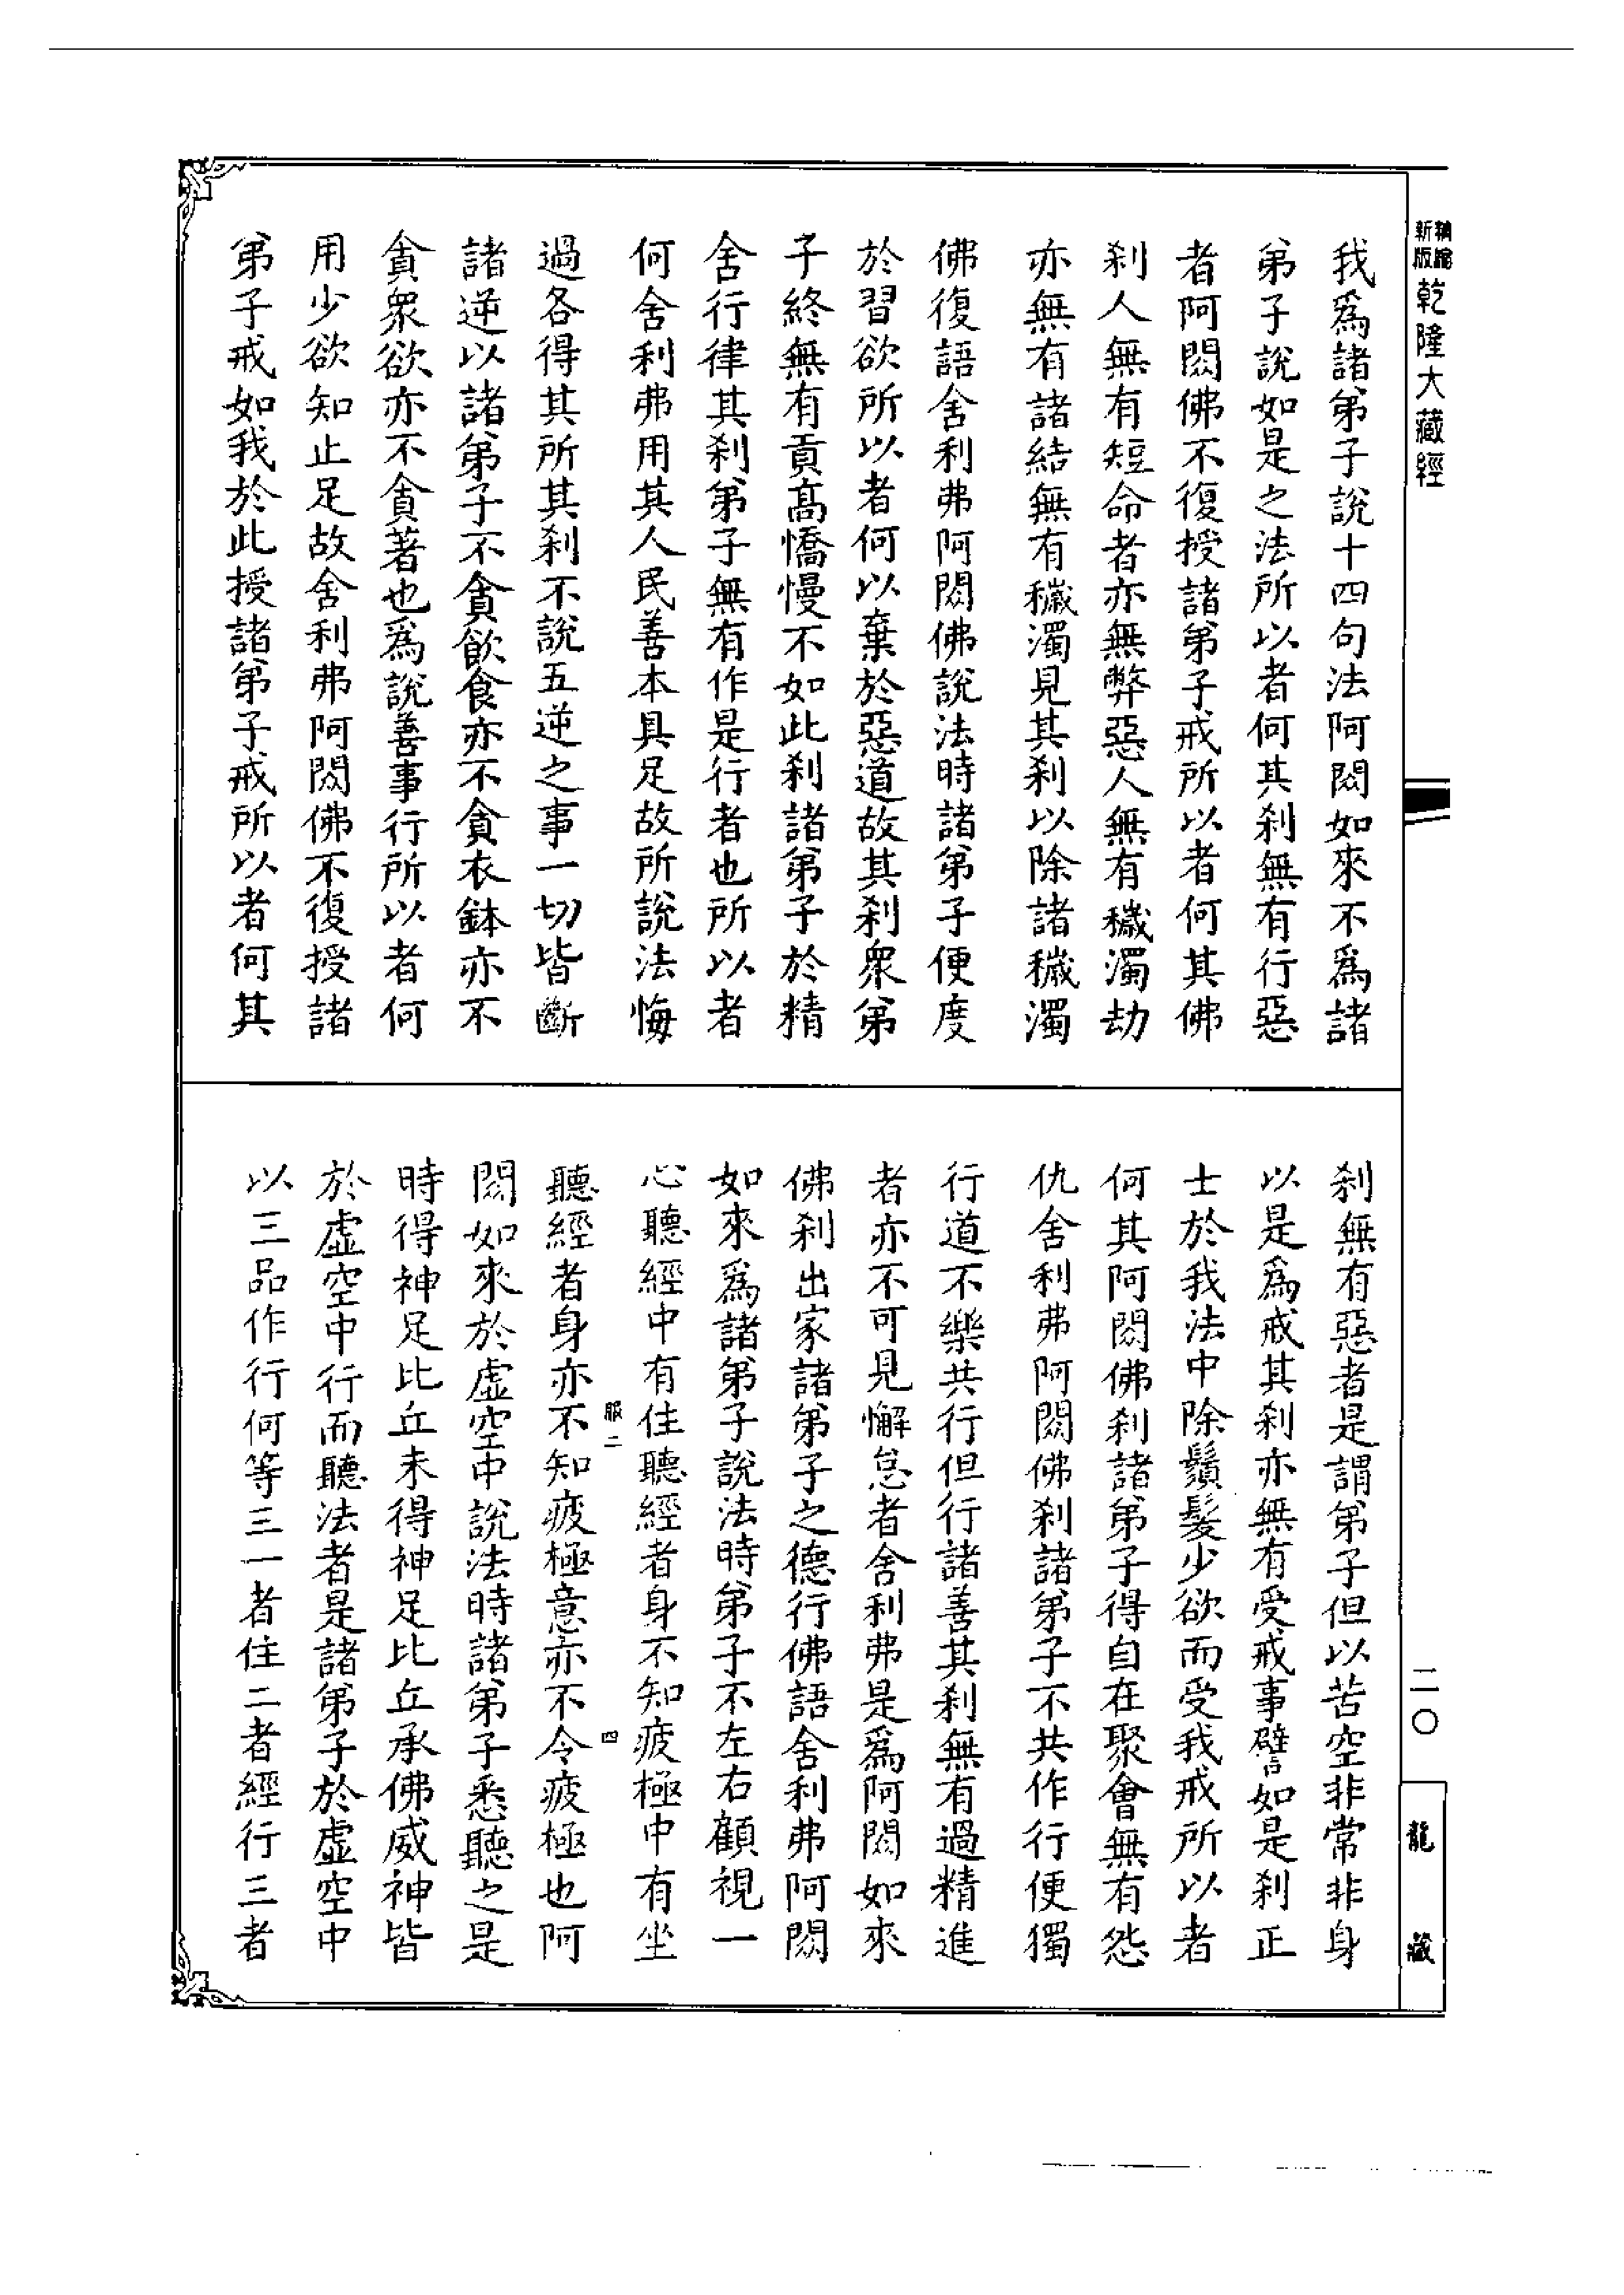 新版
乾隆大藏經
我爲諸弟子說十四句法阿閦如來不爲諸
弟子說如是之法所以者何其刹無有行惡
者阿閦佛不復授諸弟子戒所以者何其佛
刹人無有短命者亦無弊惡人無有穢濁劫
亦無有諸結無有穢濁見其刹以除諸穢濁
佛復語舍利弗阿閦佛說法時諸弟子便度
於習欲所以者何以棄於惡道故其刹衆弟
子終無有貢高憍慢不如此刹諸弟子於精
舍行律其刹弟子無有作是行者也所以者
何舍利弗用其人民善本具足故所說法悔
過各得其所其刹不說五逆之事一切皆斷
諸逆以諸弟子不貪飲食亦不貪衣鉢亦不
貪衆欲亦不貪著也爲說善事行所以者何
用少欲知止足故舍利弗阿閦佛不復授諸
弟子戒如我於此授諸弟子戒所以者何其
刹無有惡者是謂弟子但以苦空非常非身
以是爲戒其刹亦無有受戒事譬如是刹正
士於我法中除鬚髮少欲而受我戒所以者
何其阿閦佛刹諸弟子得自在聚會無有怨
仇舍利弗阿閦佛刹諸弟子不共作行便獨
行道不樂共行但行諸善其刹無有過精進
者亦不可見懈怠者舍利弗是爲阿閦如來
佛刹出家諸弟子之德行佛語舍利弗阿閦
如來爲諸弟子說法時弟子不左右顧視一
心聽經中有住聽經者身不知疲極中有坐
服二 四
聽經者身亦不知疲極意亦不令疲極也阿
閦如來於虛空中說法時諸弟子悉聽之是
時得神足比丘未得神足比丘承佛威神皆
於虛空中行而聽法者是諸弟子於虛空中
以三品作行何等三一者住二者經行三者
二〇
龍藏